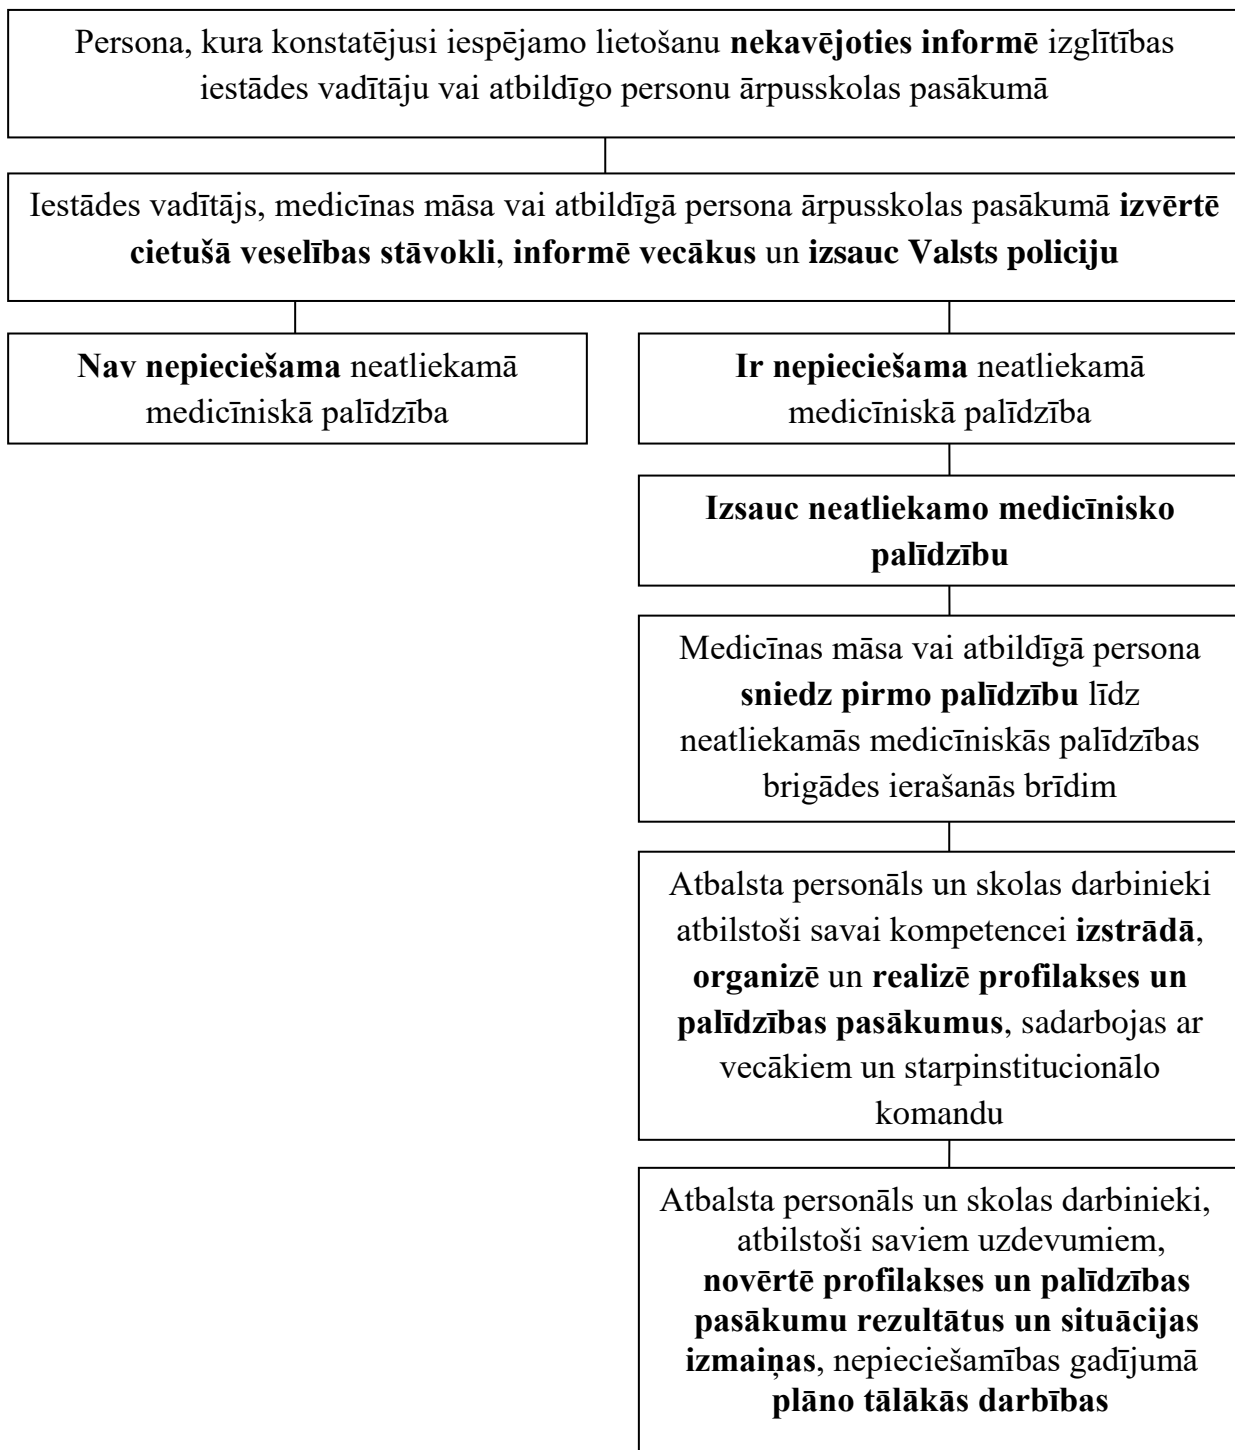 Persona, kura konstatējusi iespējamo lietošanu nekavējoties informē izglītības
iestādes vadītāju vai atbildīgo personu ārpusskolas pasākumā
Iestādes vadītājs, medicīnas māsa vai atbildīgā persona ārpusskolas pasākumā izvērtē
cietušā veselības stāvokli, informē vecākus un izsauc Valsts policiju
Nav nepieciešama neatliekamā
medicīniskā palīdzība
Ir nepieciešama neatliekamā
medicīniskā palīdzība
Izsauc neatliekamo medicīnisko
palīdzību
Medicīnas māsa vai atbildīgā persona
sniedz pirmo palīdzību līdz
neatliekamās medicīniskās palīdzības
brigādes ierašanās brīdim
Atbalsta personāls un skolas darbinieki
atbilstoši savai kompetencei izstrādā,
organizē un realizē profilakses un
palīdzības pasākumus, sadarbojas ar
vecākiem un starpinstitucionālo
komandu
Atbalsta personāls un skolas darbinieki,
atbilstoši saviem uzdevumiem,
novērtē profilakses un palīdzības
pasākumu rezultātus un situācijas
izmaiņas, nepieciešamības gadījumā
plāno tālākās darbības